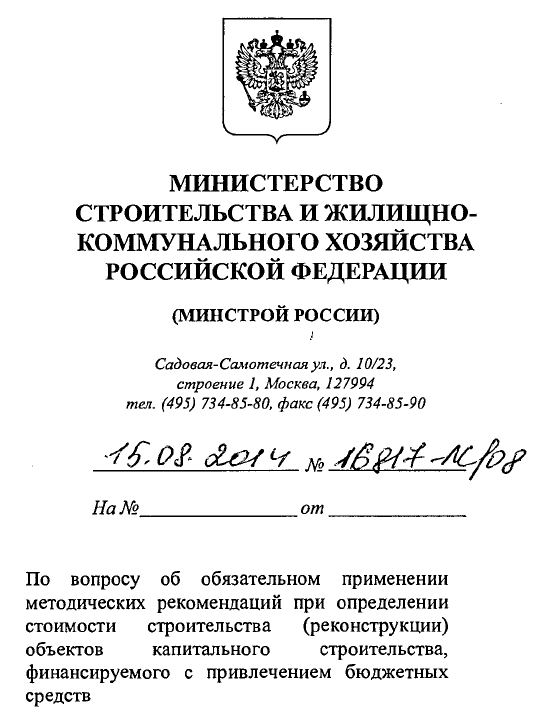 МИНИСТЕРСТВО
СТРОИТЕЛЬСТВА И ЖИЛИЩНО-
КОММУНАЛЬНОГО ХОЗЯЙСТВА
РОССИЙСКОЙ ФЕДЕРАЦИИ
(МИНСТРОЙ РОССИИ)
Садовая-Самотечная ул., д. 10/23,
строение 1, Москва, 127994
тел. (495) 734-85-80, факс (495) 734-85-90
15.08.2014 № 16817-МС/08
На № от
По вопросу об обязательном применении
методических рекомендаций при определении
стоимости строительства (реконструкции)
объектов капитального строительства,
финансируемого с привлечением бюджетных
средств